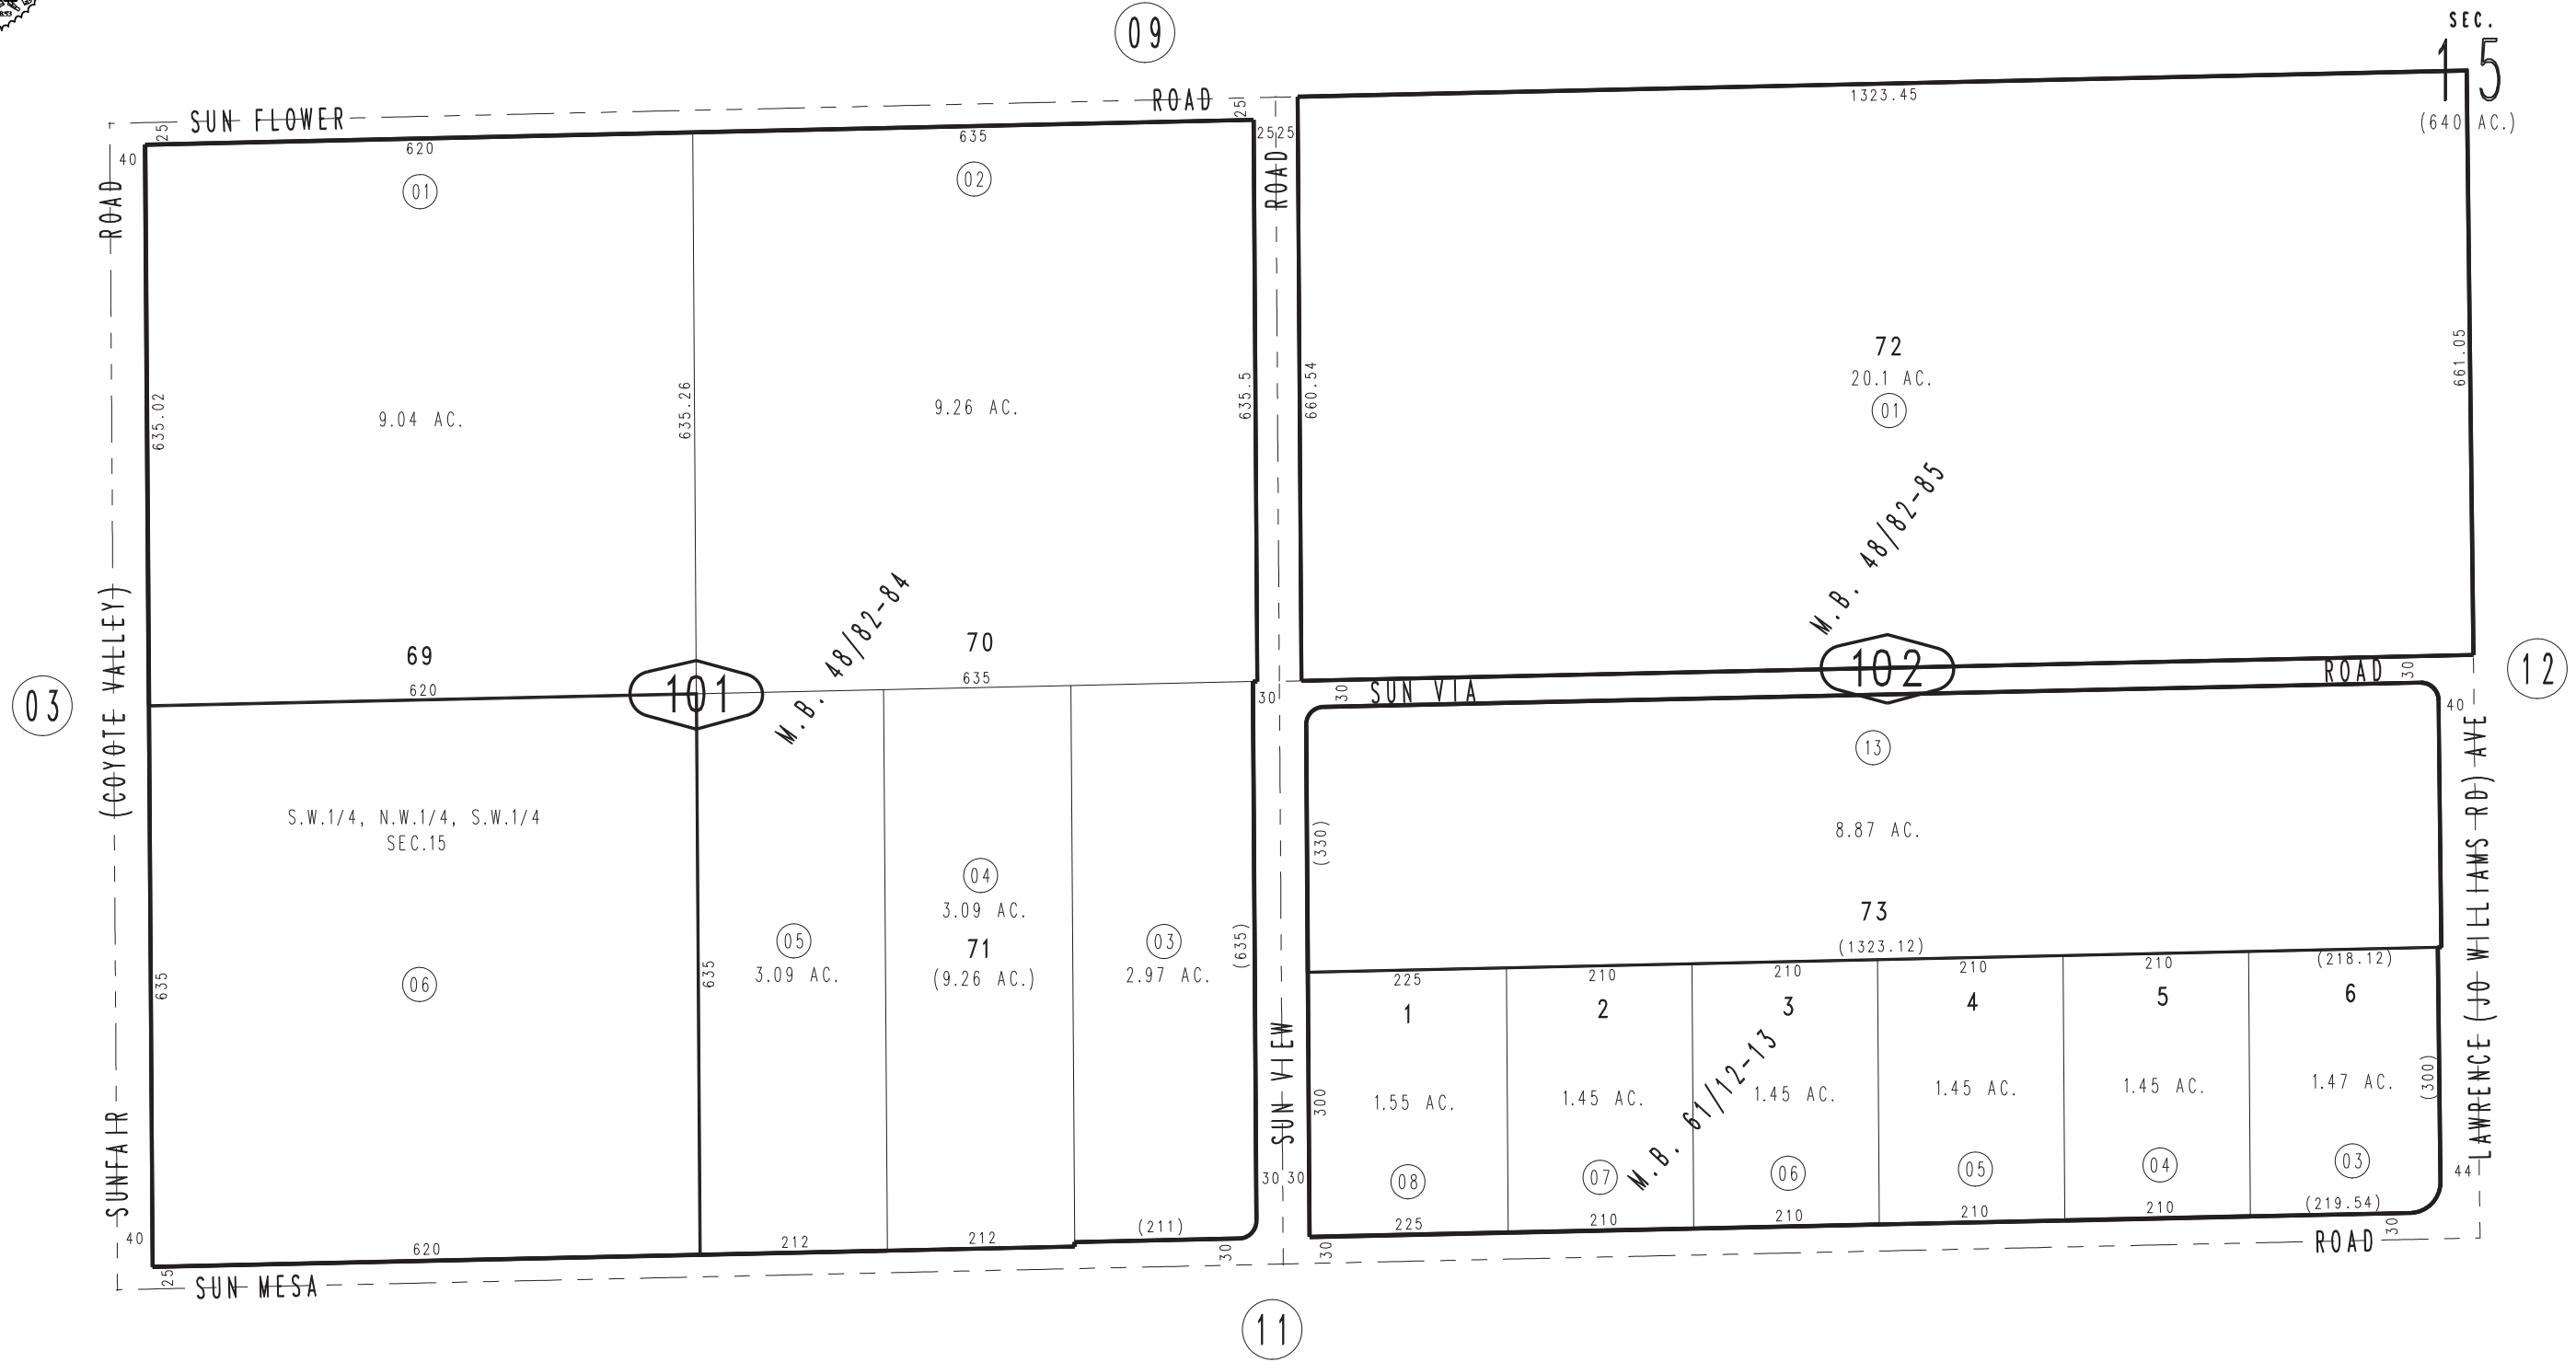 09
SEC.
15
(640 AC.)
SUN FLOWER ROAD
25
25
40
620
635
01
02
ROAD
635.02
9.04 AC.
635.26
9.26 AC.
635.5
69
70
620
635
101
M.B. 48/82-84
03
SUNFAIR (COYOTE VALLEY) ROAD
S.W.1/4, N.W.1/4, S.W.1/4
SEC.15
06
635
635
05
3.09 AC.
04
3.09 AC.
71
(9.26 AC.)
03
2.97 AC.
(635)
40
25
620
212
212
(211)
30
SUN MESA ROAD
25 25
SUN VIEW
30
30 30
11
1323.45
660.54
72
20.1 AC.
01
661.05
M.B. 48/82-85
102
30
SUN VIA ROAD
30
12
40
13
(330)
8.87 AC.
73
(1323.12)
LAWRENCE (JO WILLIAMS RD) AVE
225
210
210
210
210
(218.12)
1
2
3
4
5
6
300
1.55 AC.
1.45 AC.
1.45 AC.
1.45 AC.
1.45 AC.
1.47 AC.
(300)
M.B. 61/12-13
08
07
06
05
04
03
44
225
210
210
210
210
(219.54)
30
30